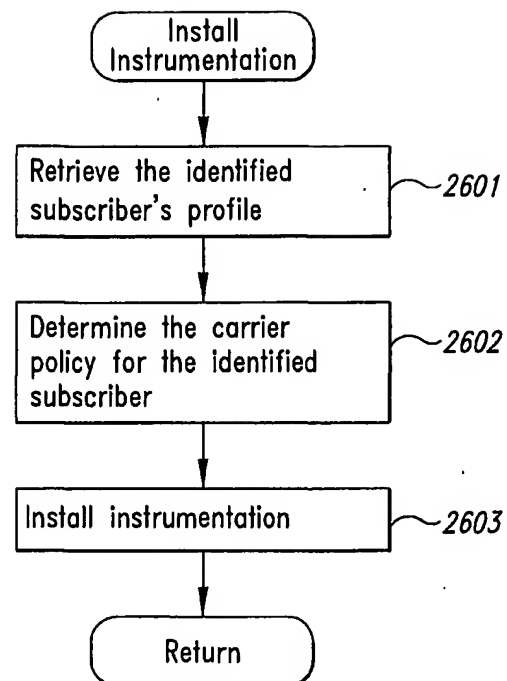 Install
Instrumentation
Retrieve the identified
subscriber's profile
2601
Determine the carrier
policy for the identified
subscriber
2602
Install instrumentation
2603
Return